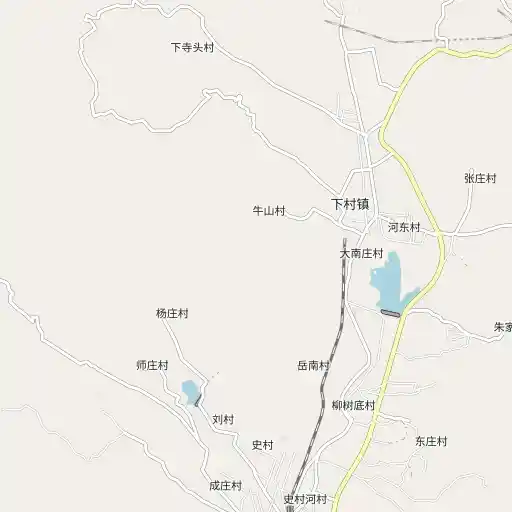 下寺头村
张庄村
下村镇
牛山村
河东村
大南庄村
杨庄村
朱家
师庄村
岳南村
柳树底村
刘村
东庄村
史村
成庄村
史村河村